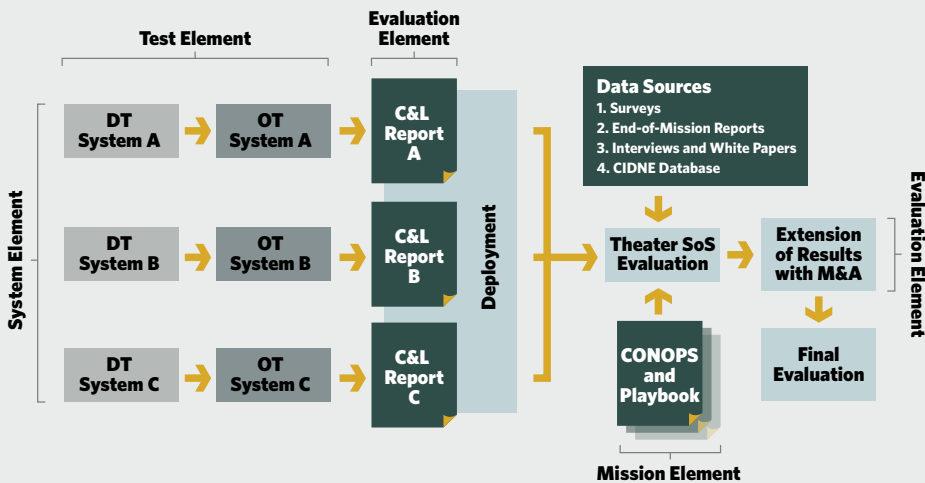 Test Element
Evaluation
Element
System Element
DT
System A
OT
System A
C&L
Report
A
DT
System B
OT
System B
C&L
Report
B
DT
System C
OT
System C
C&L
Report
C
Deployment
Data Sources
1. Surveys
2. End-of-Mission Reports
3. Interviews and White Papers
4. CIDNE Database
Theater SoS
Evaluation
Extension
of Results
with M&A
Evaluation Element
CONOPS
and
Playbook
Final
Evaluation
Mission Element